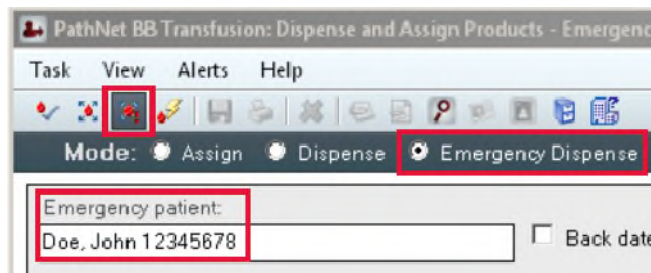 PathNet BB Transfusion: Dispense and Assign Products - Emergenc
Task View Alerts Help
Mode: Assign Dispense Emergency Dispense
Emergency patient:
Doe, John 12345678 Back date